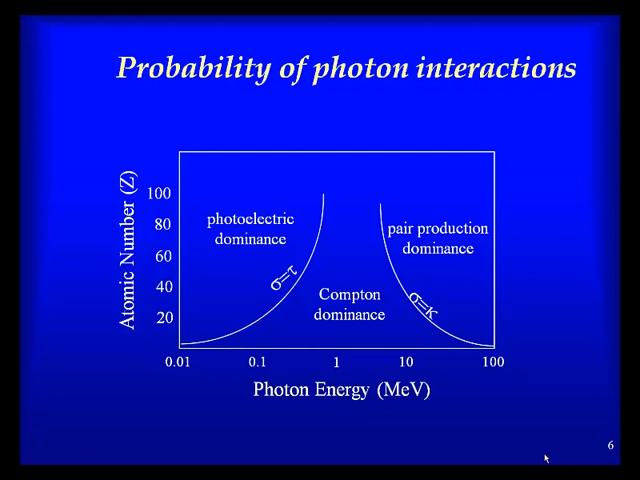 Probability of photon interactions
Atomic Number (Z)
100
80
60
40
20
photoelectric
dominance
σ=τ
Compton
dominance
pair production
dominance
σ=κ
0.01
0.1
1
10
100
Photon Energy (MeV)
6